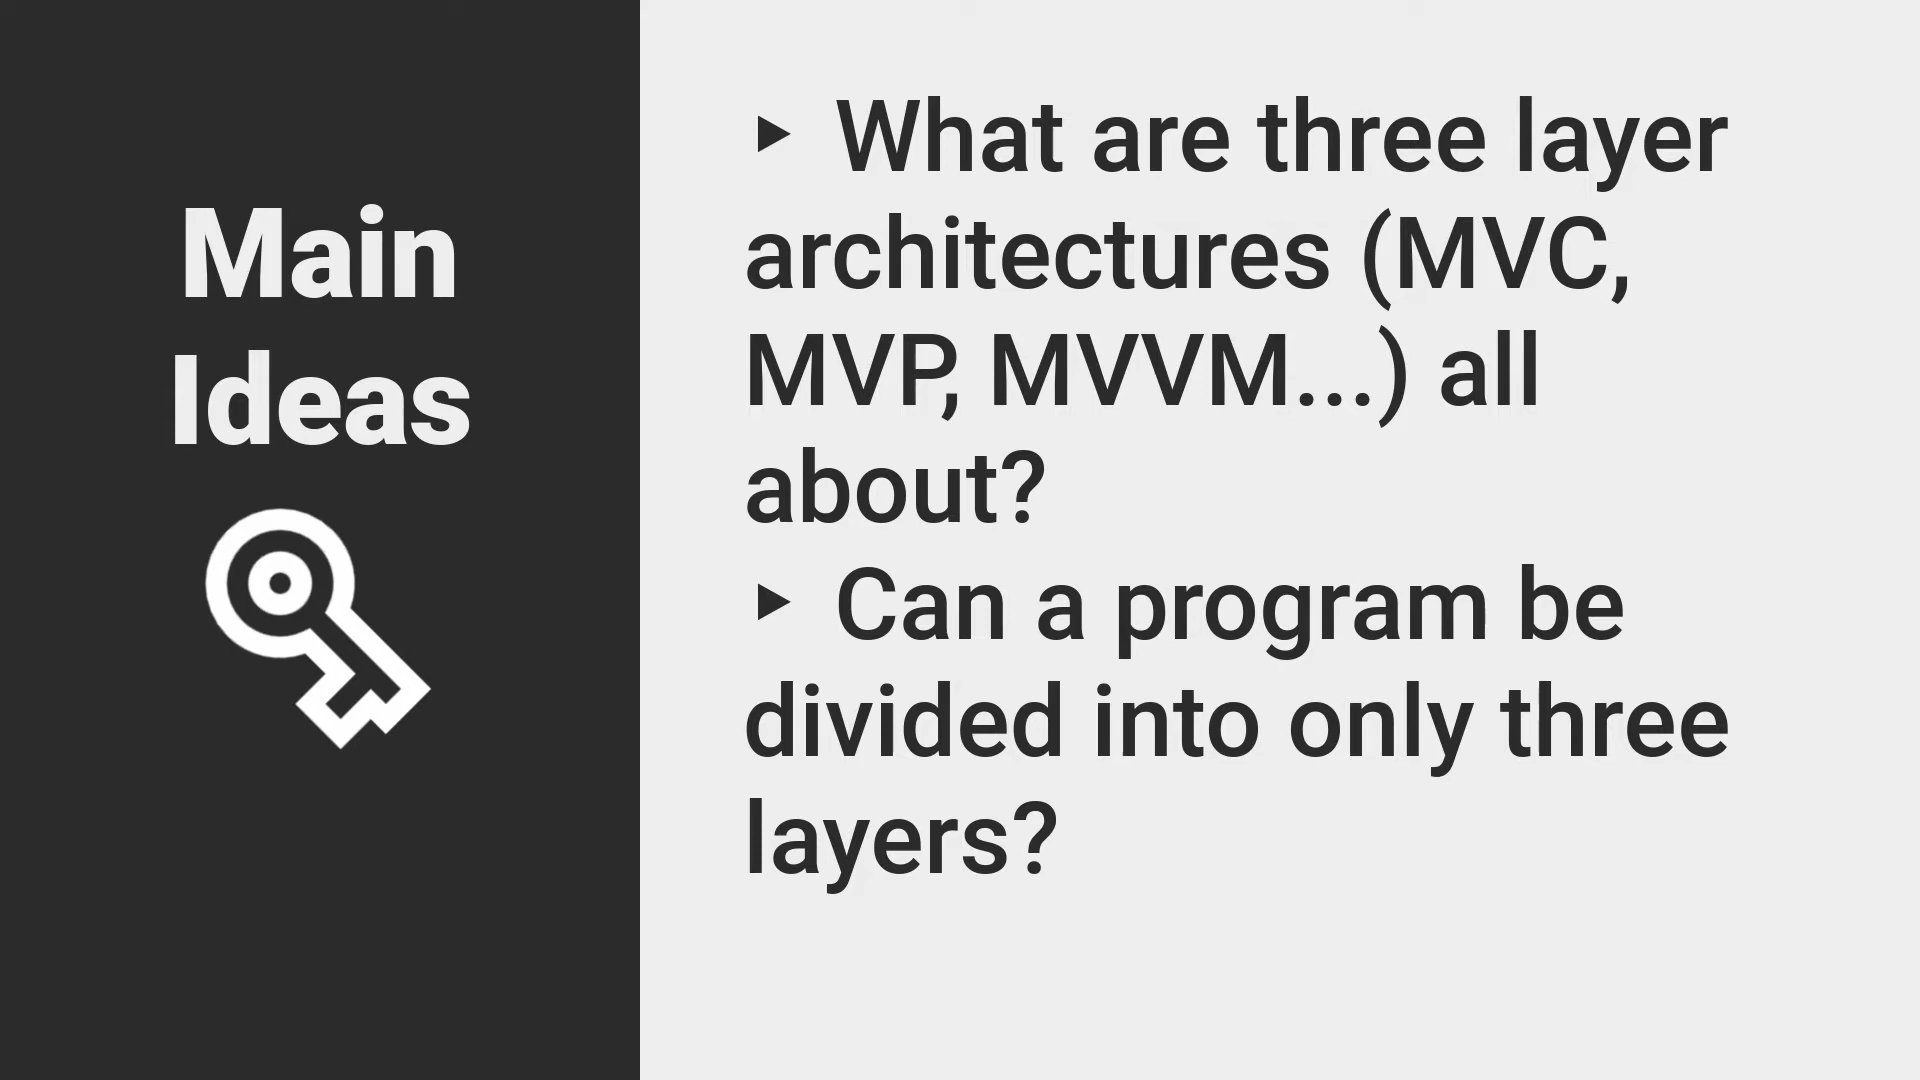 Main
Ideas
▸ What are three layer
architectures (MVC,
MVP, MVVM...) all
about?
▸ Can a program be
divided into only three
layers?